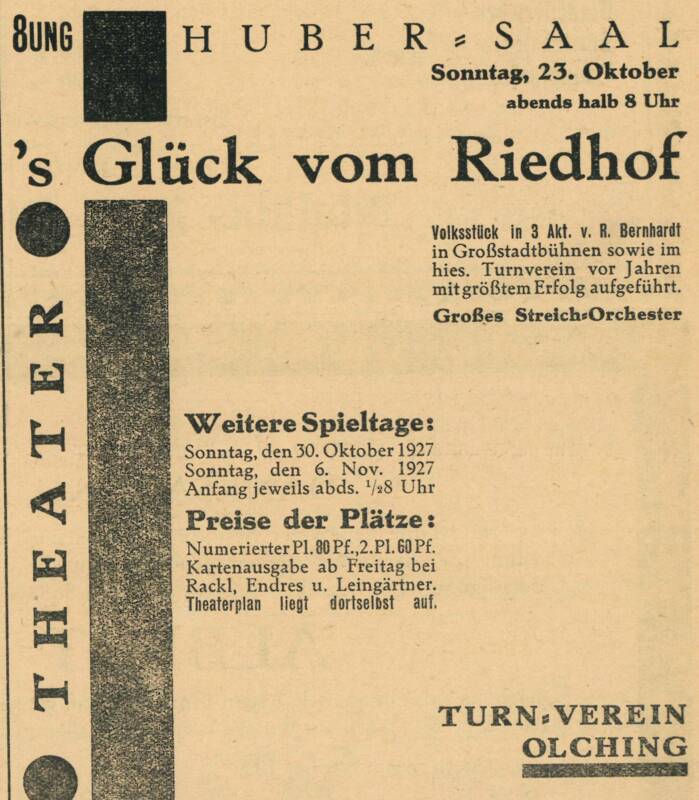 8UNG
HUBER=SAAL
Sonntag, 23. Oktober
abends halb 8 Uhr
's Glück vom Riedhof
Volksstück in 3 Akt. v. R. Bernhardt
in Großstadtbühnen sowie im
hies. Turnverein vor Jahren
mit größtem Erfolg aufgeführt.
Großes Streich=Orchester
THEATER
Weitere Spieltage:
Sonntag, den 30. Oktober 1927
Sonntag, den 6. Nov. 1927
Anfang jeweils abds. ½8 Uhr
Preise der Plätze:
Numerierter Pl. 80 Pf., 2. Pl. 60 Pf.
Kartenausgabe ab Freitag bei
Rackl, Endres u. Leingärtner.
Theaterplan liegt dortselbst auf.
TURN=VEREIN
OLCHING